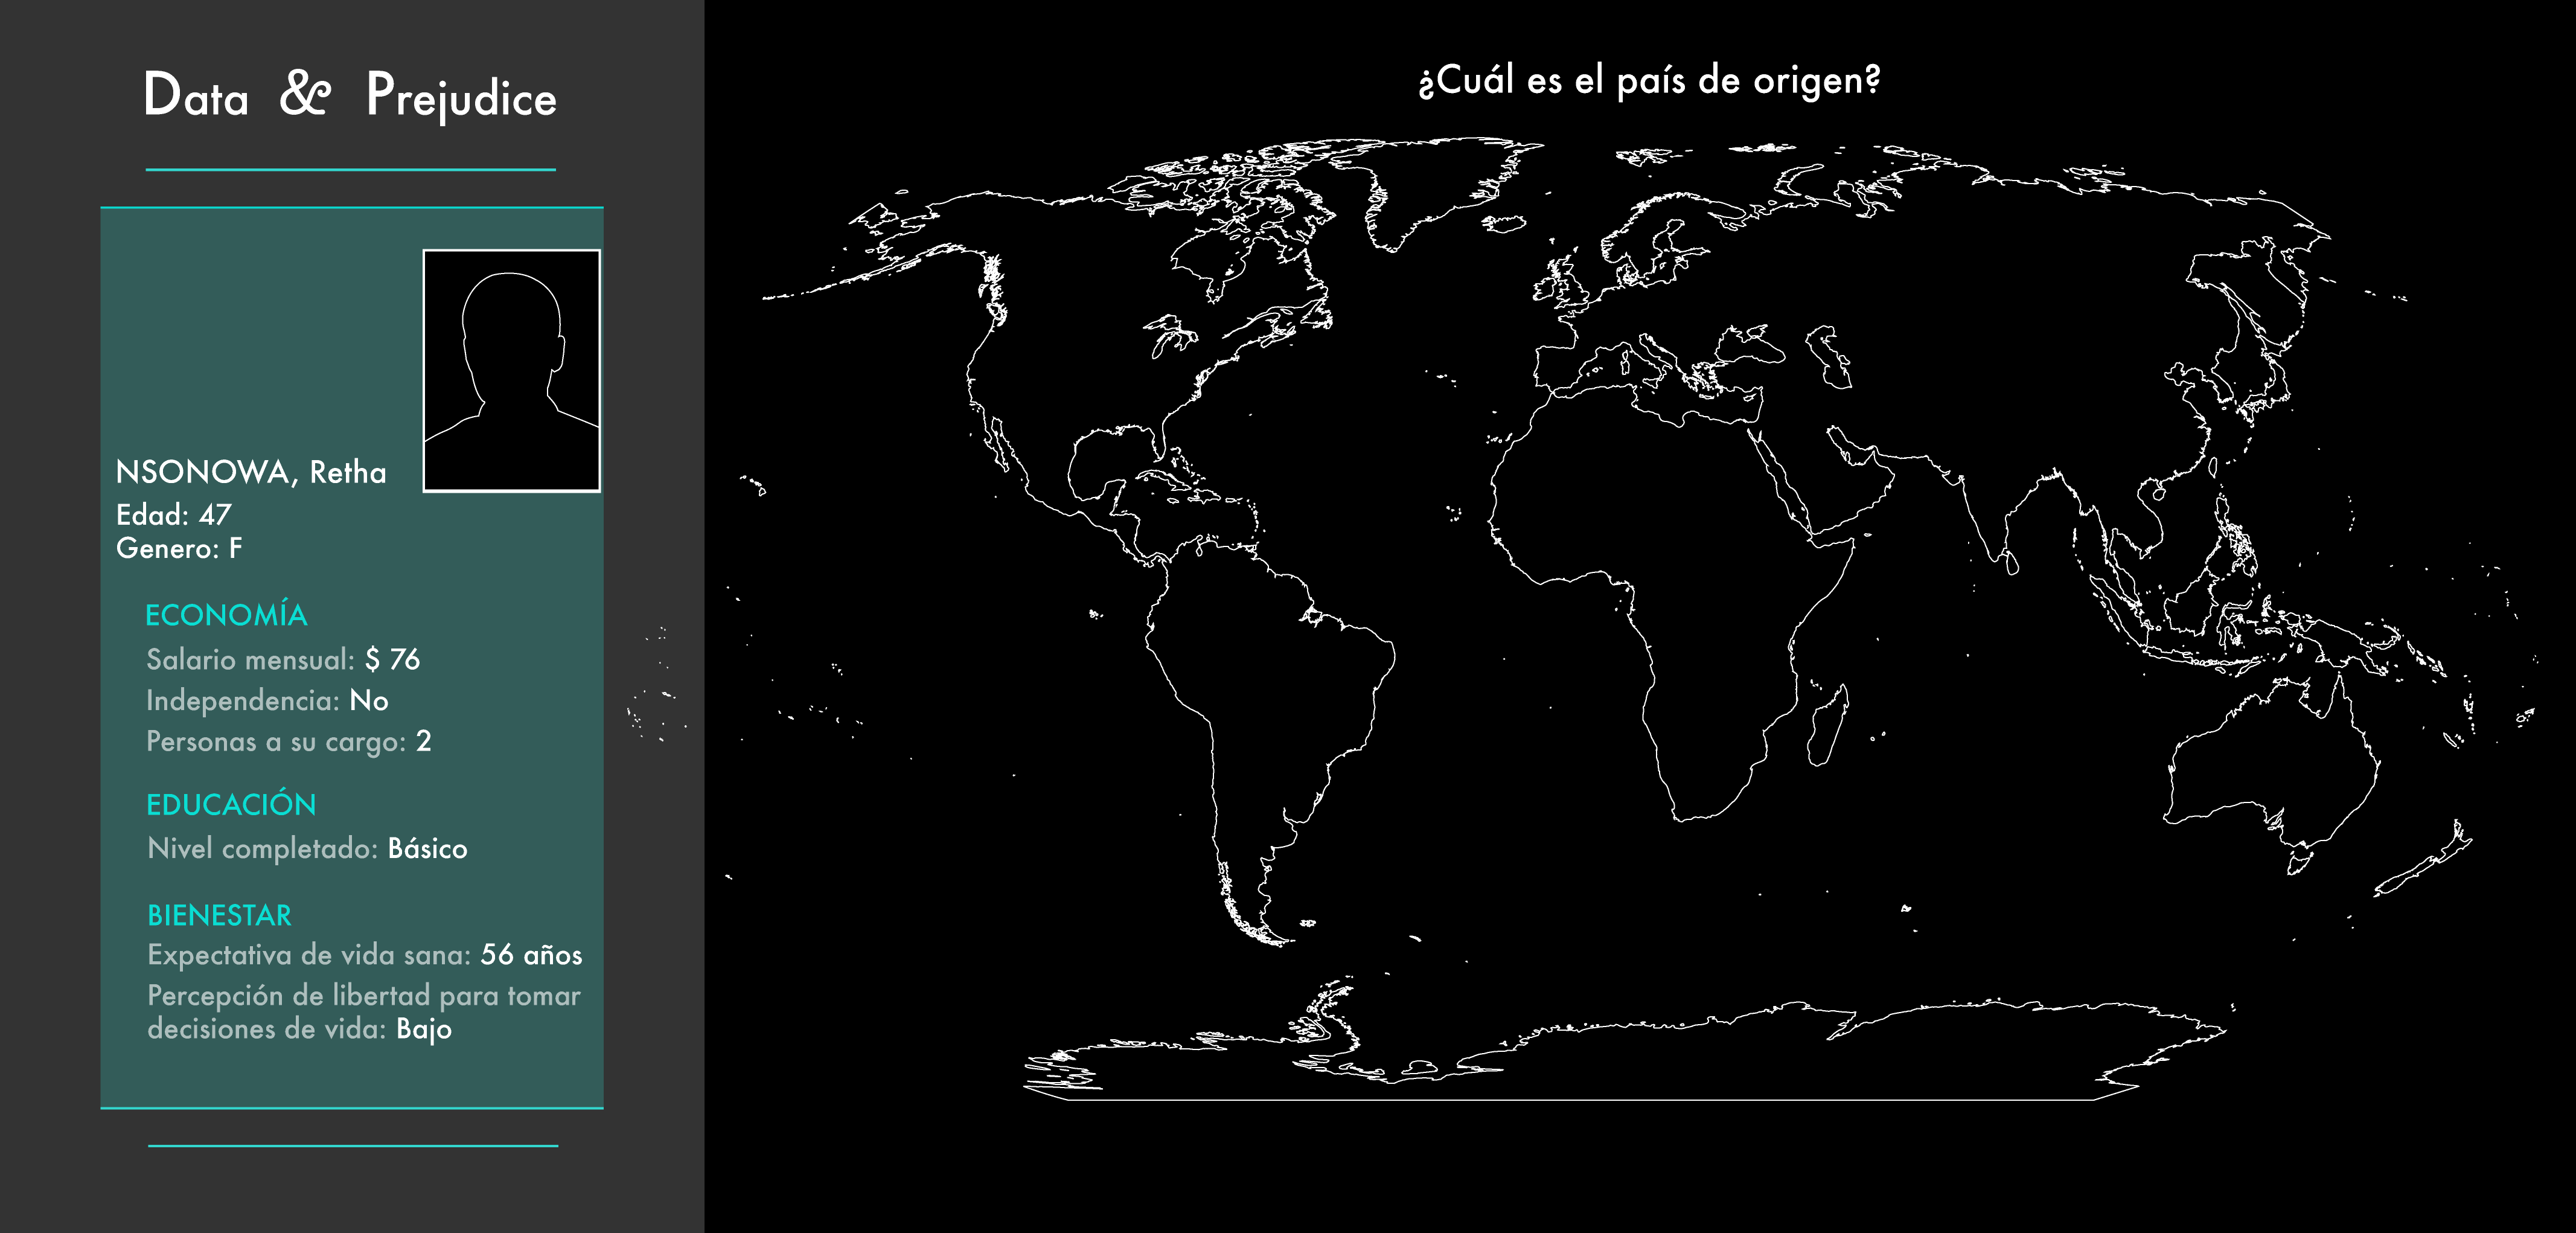 Data & Prejudice
¿Cuál es el país de origen?
NSONOWA, Retha
Edad: 47
Genero: F
ECONOMÍA
Salario mensual: $ 76
Independencia: No
Personas a su cargo: 2
EDUCACIÓN
Nivel completado: Básico
BIENESTAR
Expectativa de vida sana: 56 años
Percepción de libertad para tomar
decisiones de vida: Bajo